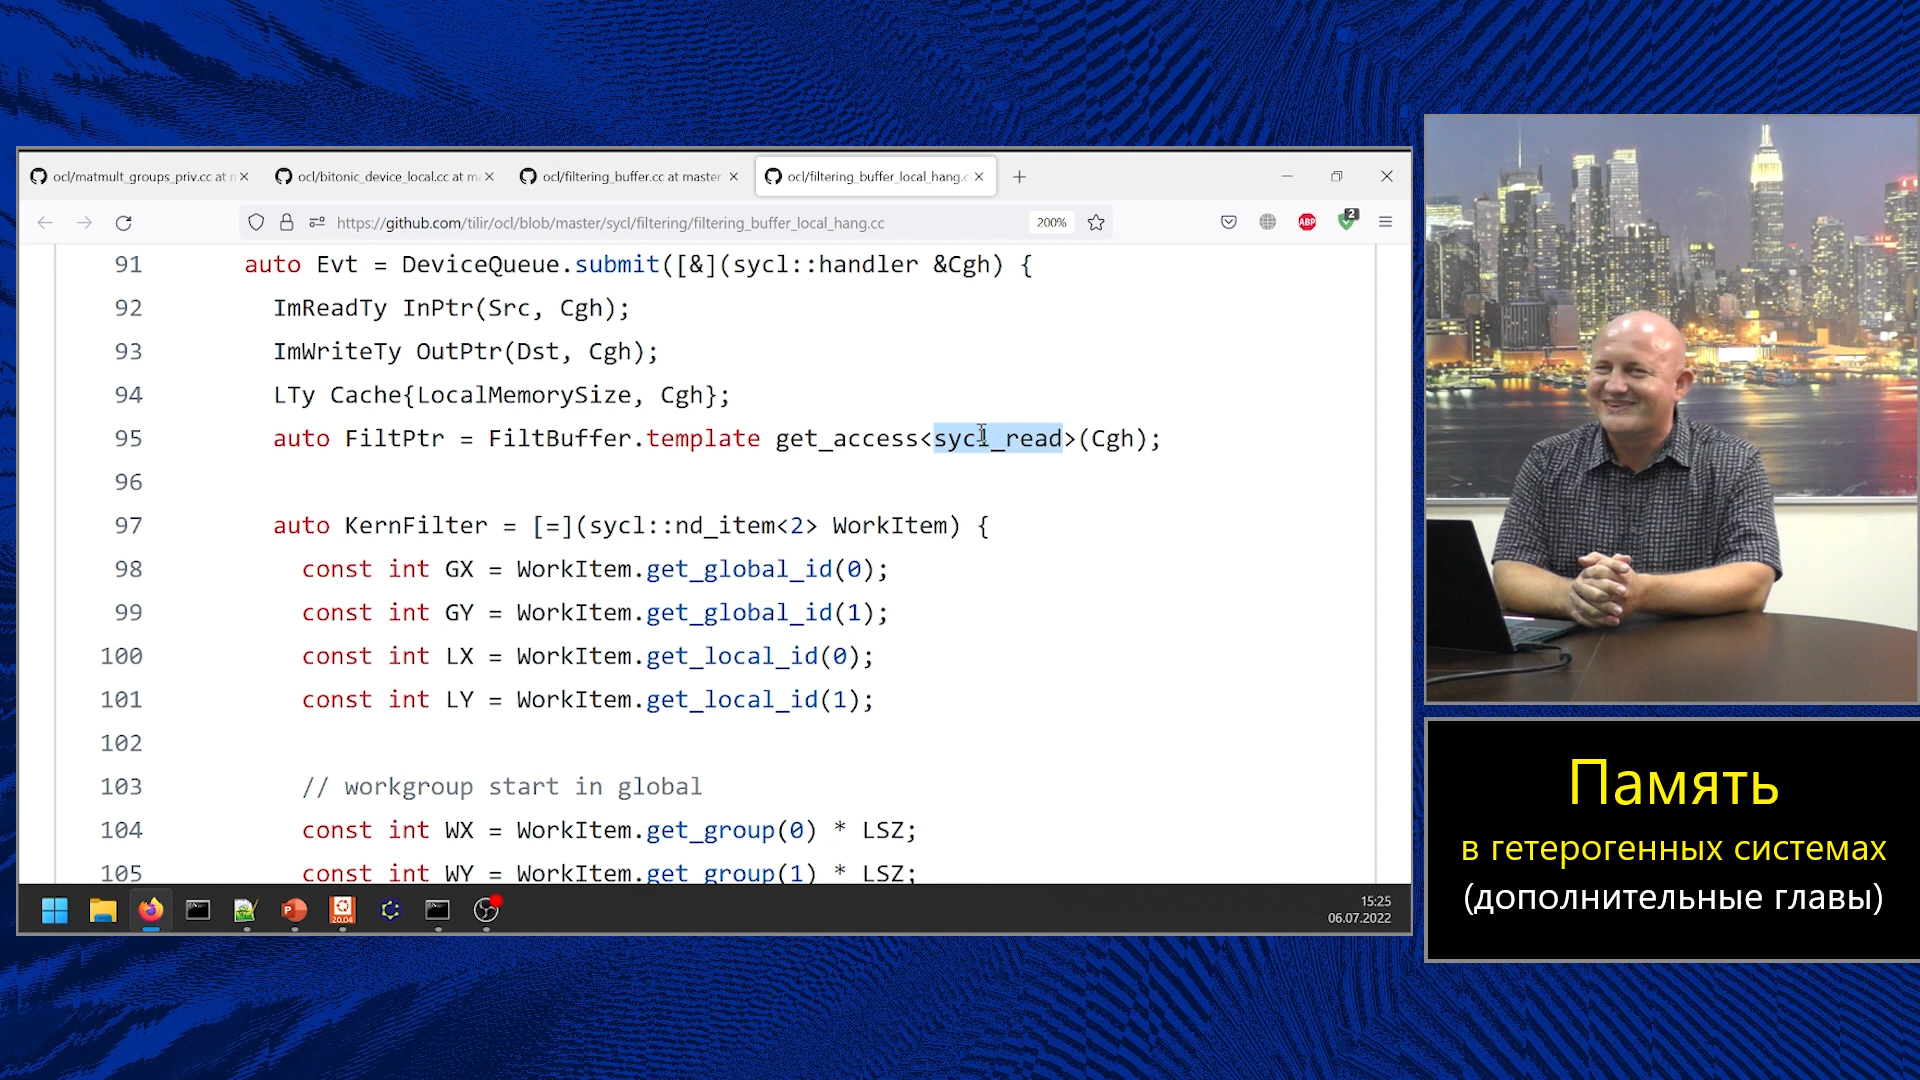 ocl/matmult_groups_priv.cc at
ocl/bitonic_device_local.cc at
ocl/filtering_buffer.cc at master
ocl/filtering_buffer_local_hang.
https://github.com/tilir/ocl/blob/master/sycl/filtering/filtering_buffer_local_hang.cc
200%
ABP
2
91 auto Evt = DeviceQueue.submit([&](sycl::handler &Cgh) {
92 ImReadTy InPtr(Src, Cgh);
93 ImWriteTy OutPtr(Dst, Cgh);
94 LTy Cache{LocalMemorySize, Cgh};
95 auto FiltPtr = FiltBuffer.template get_access<sycl_read>(Cgh);
96
97 auto KernFilter = [=](sycl::nd_item<2> WorkItem) {
98 const int GX = WorkItem.get_global_id(0);
99 const int GY = WorkItem.get_global_id(1);
100 const int LX = WorkItem.get_local_id(0);
101 const int LY = WorkItem.get_local_id(1);
102
103 // workgroup start in global
104 const int WX = WorkItem.get_group(0) * LSZ;
105 const int WY = WorkItem.get_group(1) * LSZ;
20.04
15:25
06.07.2022
Память
в гетерогенных системах
(дополнительные главы)